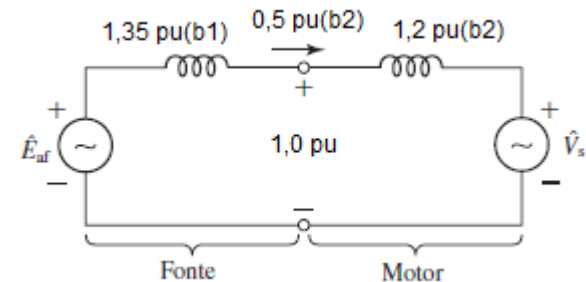 1,35 pu(b1) 0,5 pu(b2) 1,2 pu(b2)
+
+ +
Êaf ~ 1,0 pu ~ V̂s
− −
−
Fonte Motor